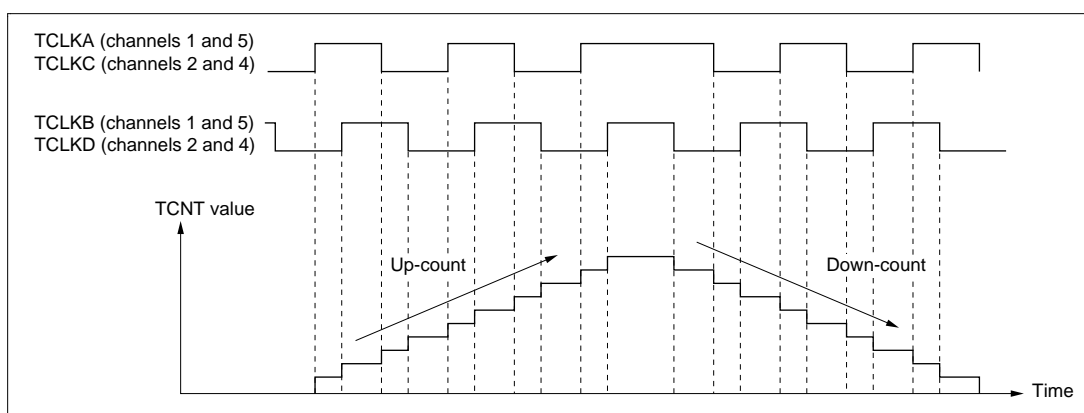 TCLKA (channels 1 and 5)
TCLKC (channels 2 and 4)
TCLKB (channels 1 and 5)
TCLKD (channels 2 and 4)
TCNT value
Up-count
Down-count
Time